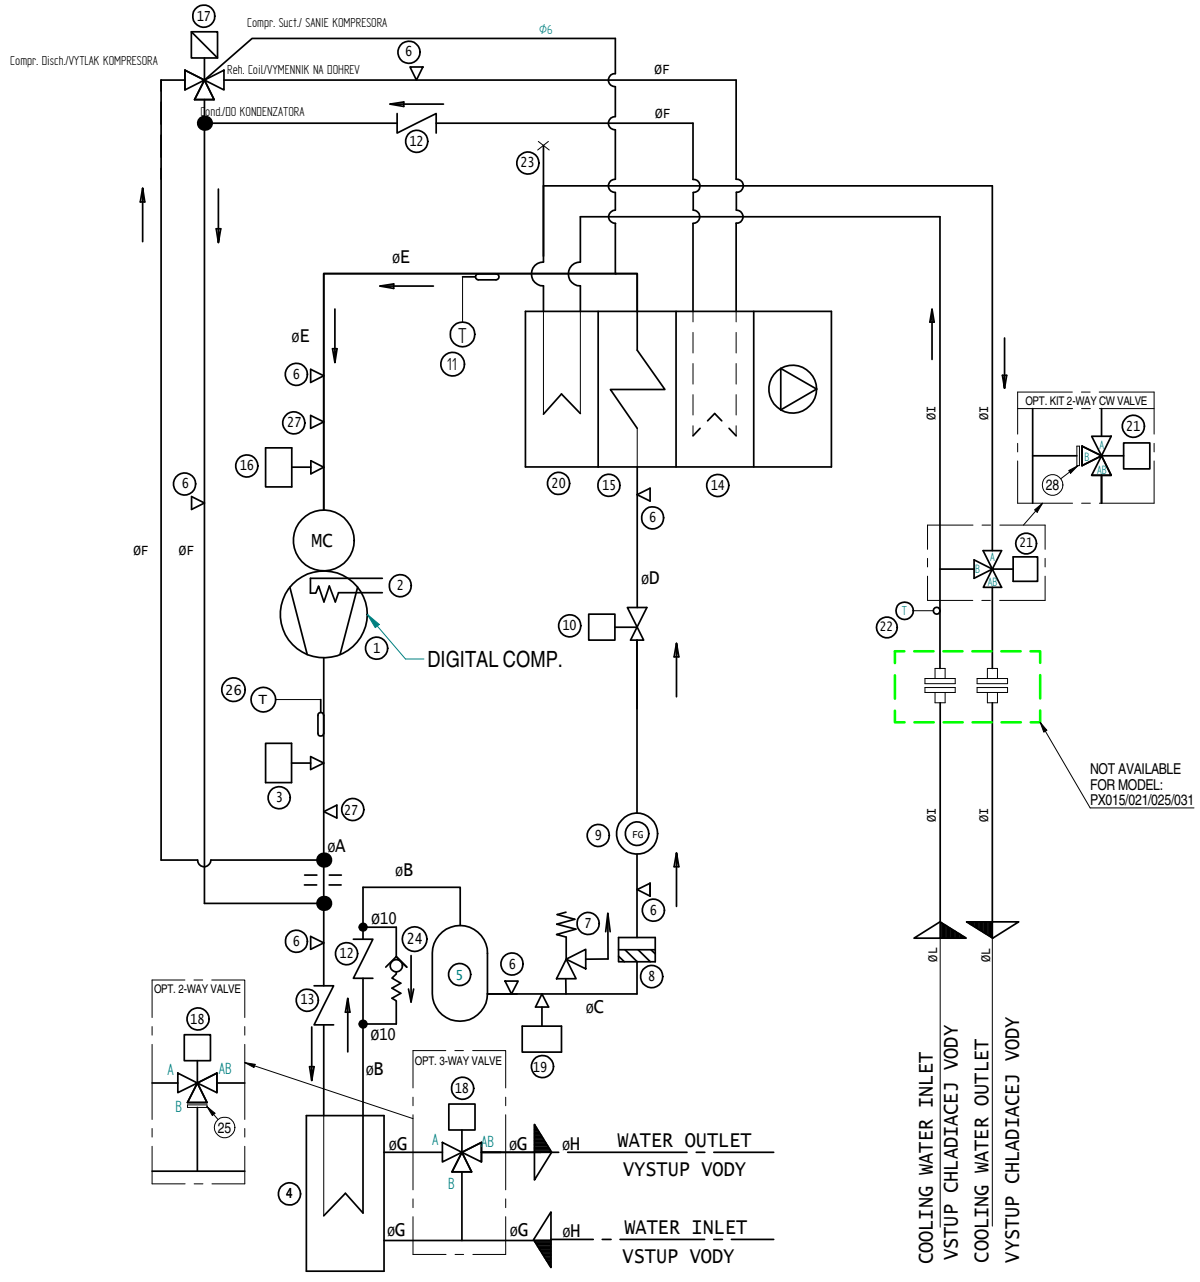 17
Compr. Suct./ SANIE KOMPRESORA
Φ6
6
Compr. Disch./VYTLAK KOMPRESORA
Reh. Coil/VYMENNIK NA DOHREV
ØF
Cond./DO KONDENZATORA
ØF
12
23
øE
øE
T
11
6
27
16
6
ØF
ØF
MC
2
1
DIGITAL COMP.
20
15
14
6
øD
10
26
T
3
27
øA
9
FG
øB
6
6
7
8
6
øC
19
5
ø10
24
12
ø10
øB
13
OPT. 2-WAY VALVE
18
A
AB
B
25
OPT. 3-WAY VALVE
18
A
AB
B
4
øG
øG
øH
WATER OUTLET
VYSTUP VODY
øG
øG
øH
WATER INLET
VSTUP VODY
ØI
ØI
OPT. KIT 2-WAY CW VALVE
21
A
B
AB
28
21
A
B
AB
T
22
NOT AVAILABLE
FOR MODEL:
PX015/021/025/031
ØI
ØI
ØL
ØL
COOLING WATER INLET
VSTUP CHLADIACEJ VODY
COOLING WATER OUTLET
VYSTUP CHLADIACEJ VODY